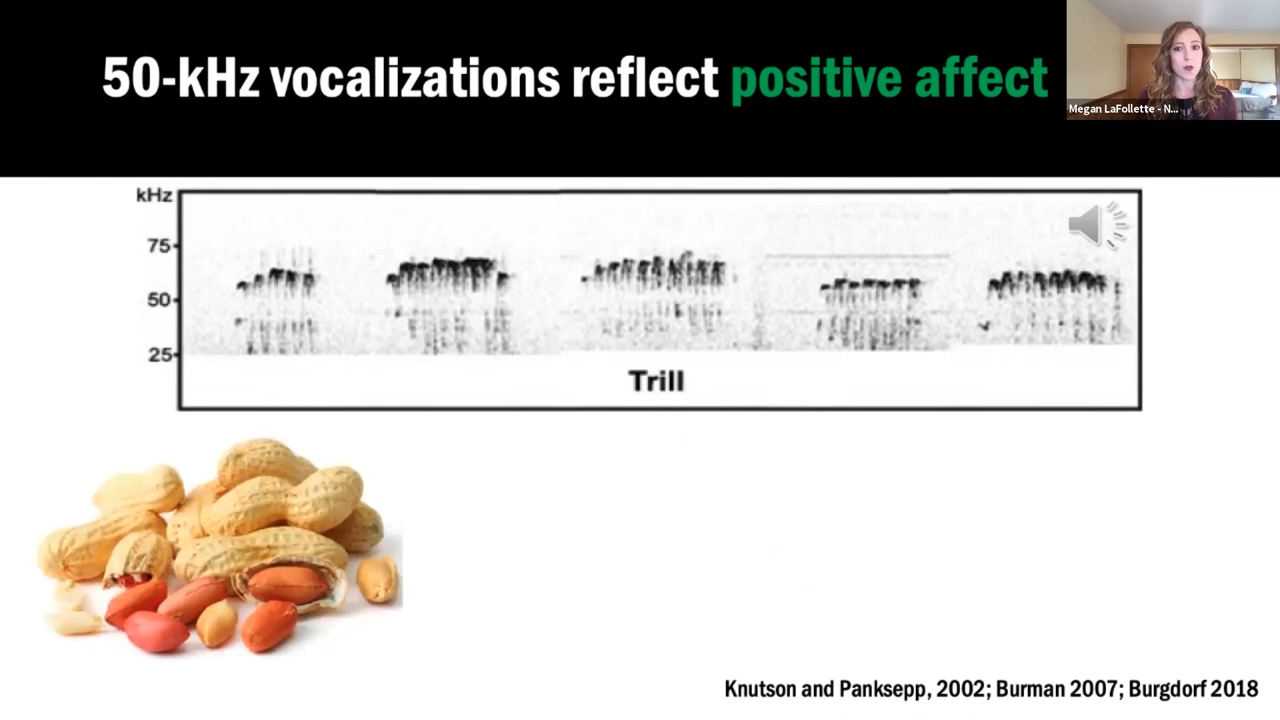 50-kHz vocalizations reflect positive affect
Megan LaFollette - N...
kHz
75
50
25
Trill
Knutson and Panksepp, 2002; Burman 2007; Burgdorf 2018